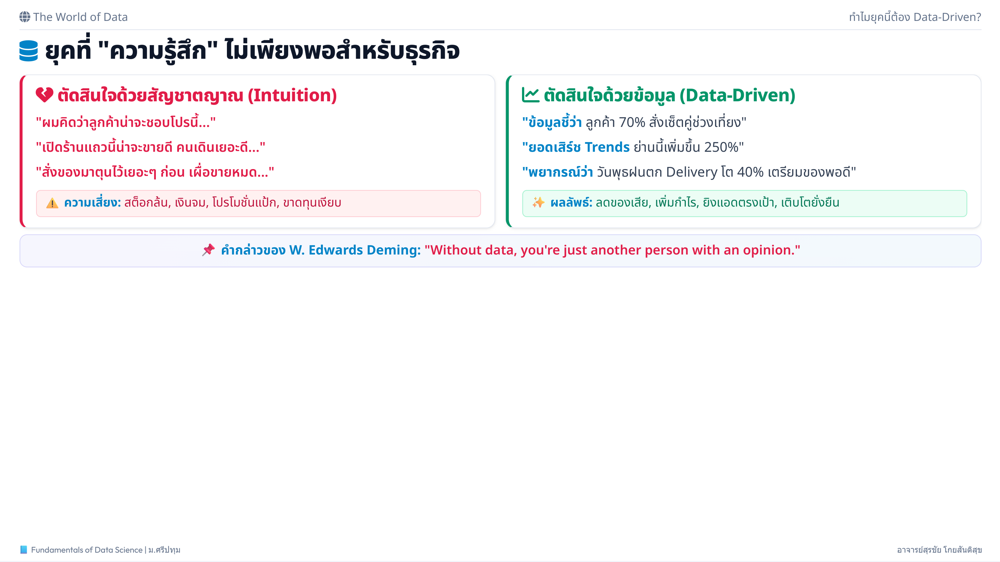 The World of Data
ทำไมยุคนี้ต้อง Data-Driven?
ยุคที่ "ความรู้สึก" ไม่เพียงพอสำหรับธุรกิจ
ตัดสินใจด้วยสัญชาตญาณ (Intuition)
"ผมคิดว่าลูกค้าน่าจะชอบโปรนี้..."
"เปิดร้านแถวนี้น่าจะขายดี คนเดินเยอะดี..."
"สั่งของมาตุนไว้เยอะๆ ก่อน เผื่อขายหมด..."
⚠️ ความเสี่ยง: สต็อกล้น, เงินจม, โปรโมชั่นแป้ก, ขาดทุนเงียบ
ตัดสินใจด้วยข้อมูล (Data-Driven)
"ข้อมูลชี้ว่า ลูกค้า 70% สั่งเซ็ตคู่ช่วงเที่ยง"
"ยอดเสิร์ช Trends ย่านนี้เพิ่มขึ้น 250%"
"พยากรณ์ว่า วันพุธฝนตก Delivery โต 40% เตรียมของพอดี"
✨ ผลลัพธ์: ลดของเสีย, เพิ่มกำไร, ยิงแอดตรงเป้า, เติบโตยั่งยืน
📌 คำกล่าวของ W. Edwards Deming: "Without data, you're just another person with an opinion."
📘 Fundamentals of Data Science | ม.ศรีปทุม
อาจารย์สุรชัย โกยสันติสุข